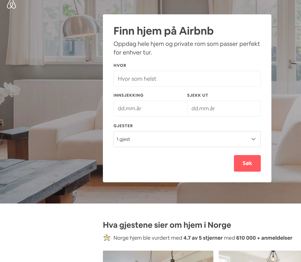 Finn hjem på Airbnb
Oppdag hele hjem og private rom som passer perfekt
for enhver tur.
HVOR
Hvor som helst
INNSJEKKING SJEKK UT
dd.mm.år dd.mm.år
GJESTER
1 gjest
Søk
Hva gjestene sier om hjem i Norge
Norge hjem ble vurdert med 4.7 av 5 stjerner med 610 000 + anmeldelser